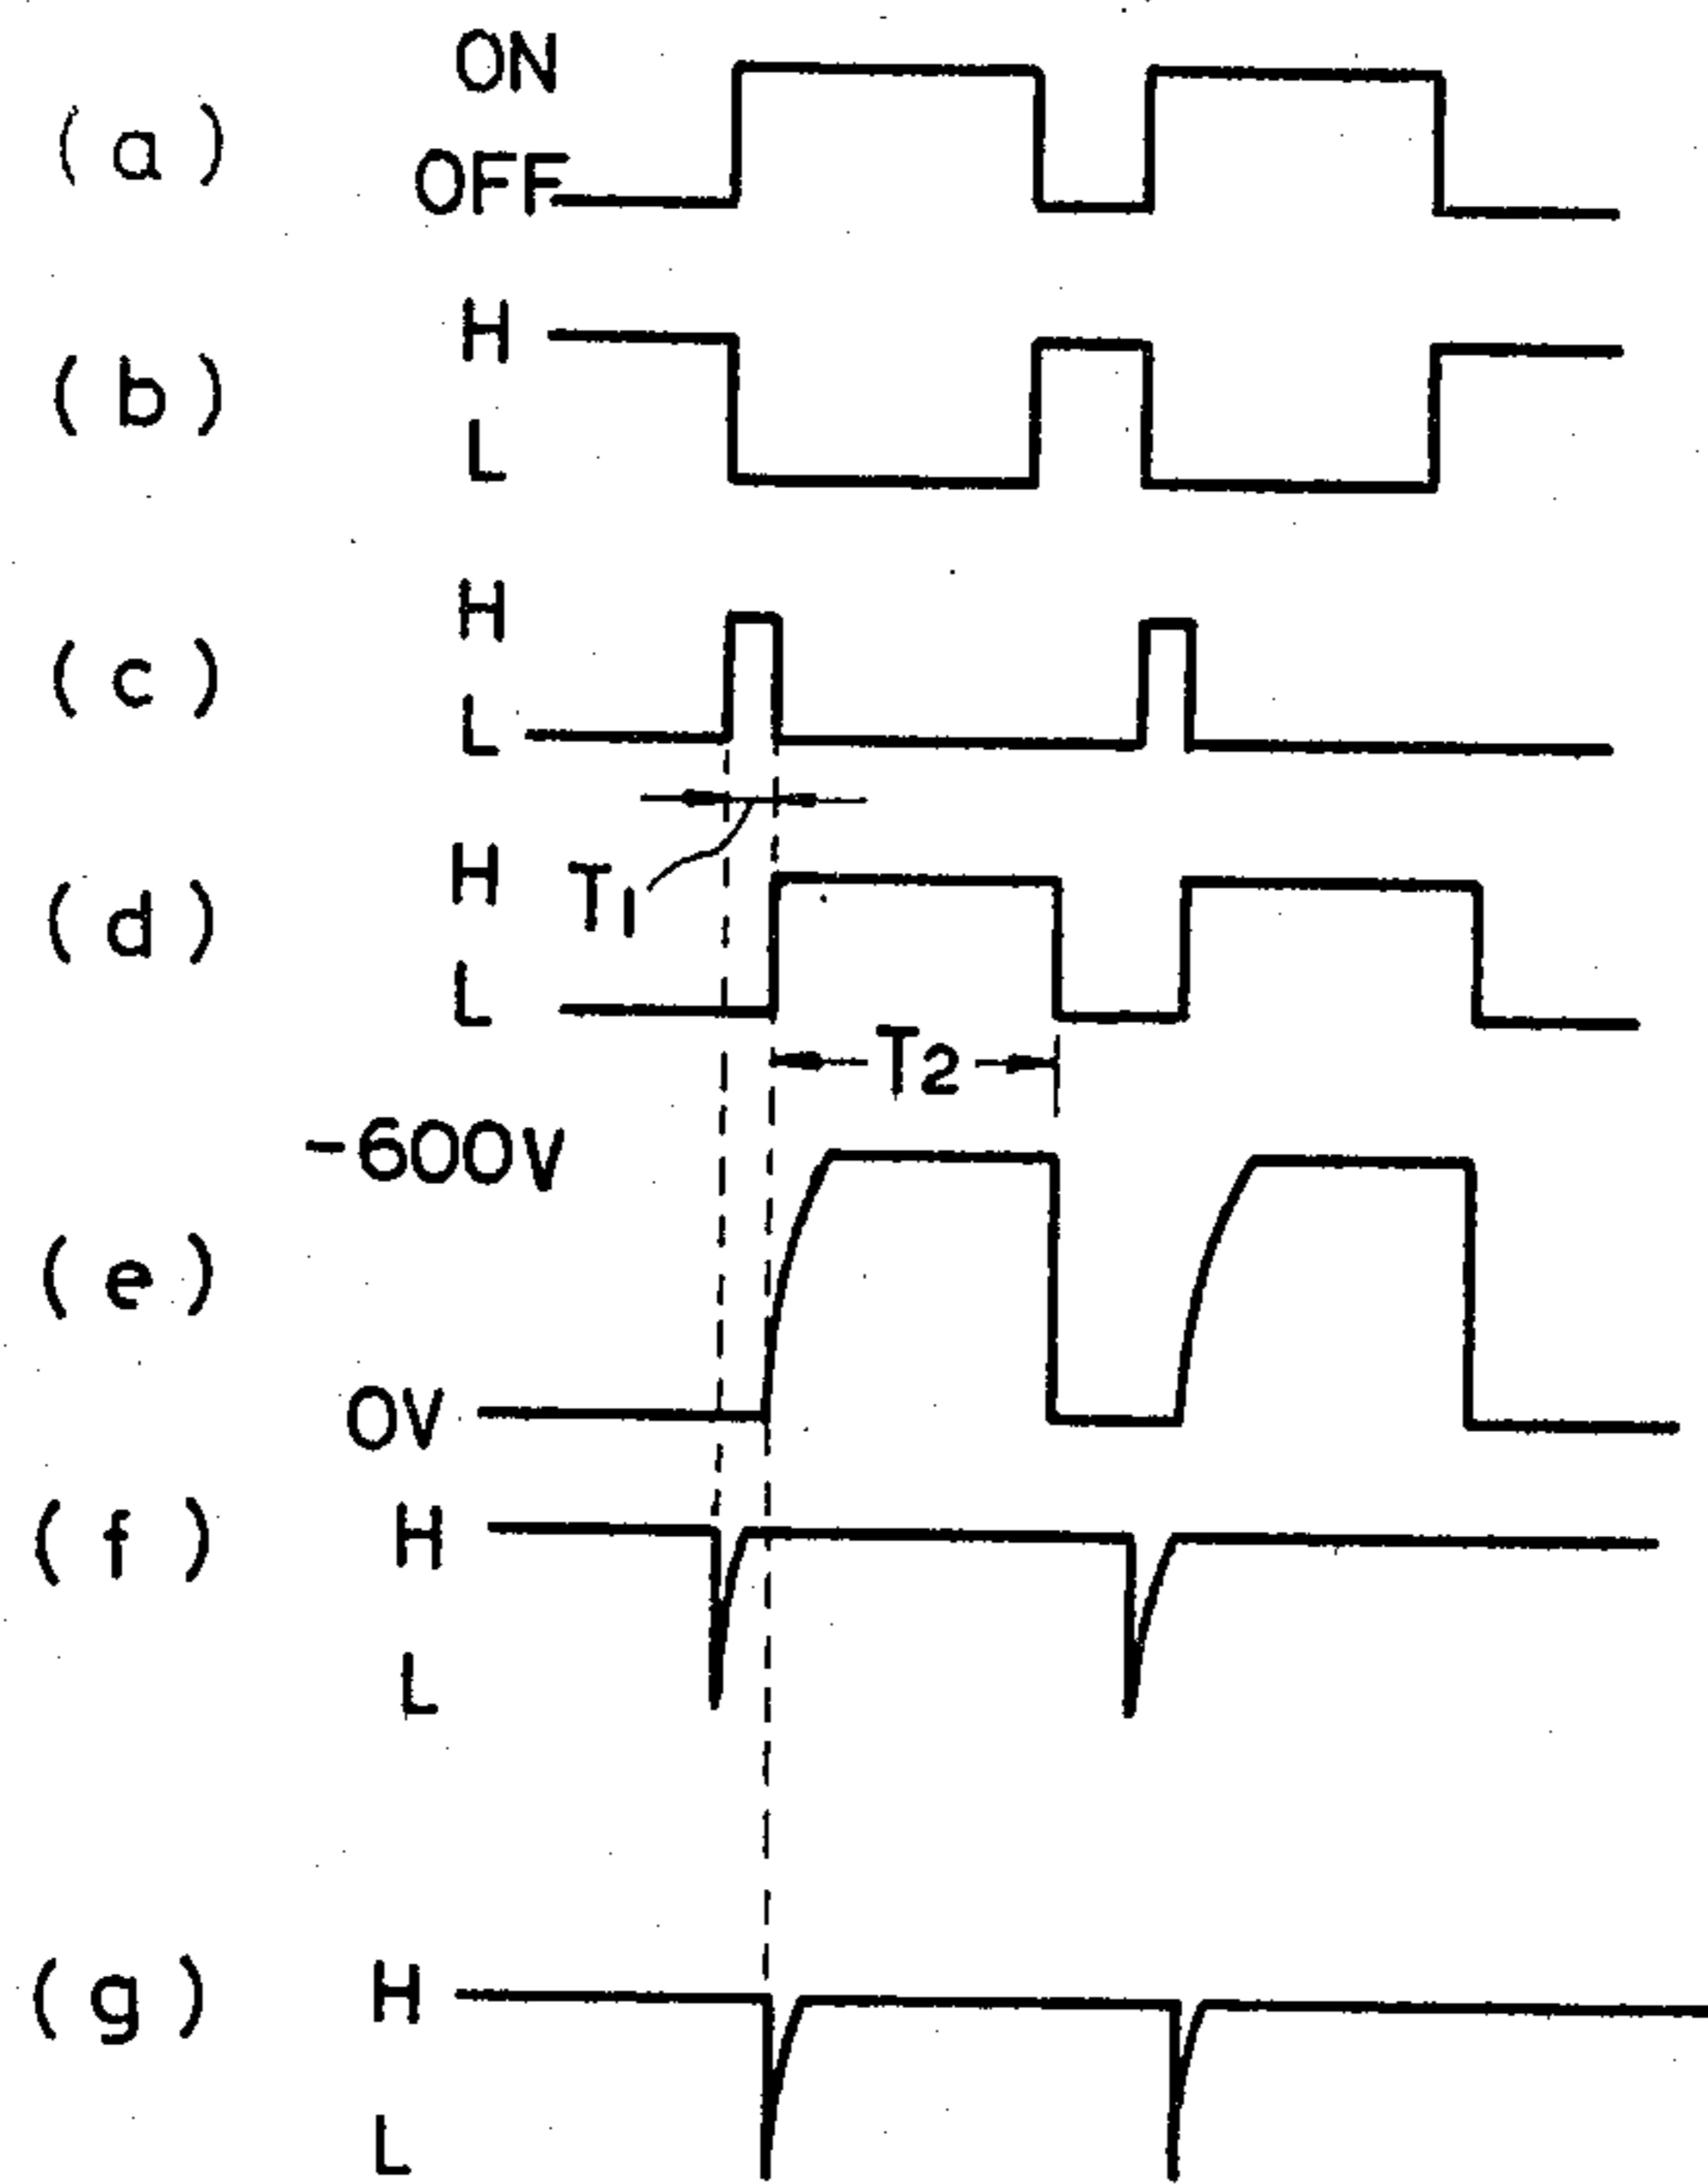 (a) ON
OFF
(b) H
L
(c) H
L
T1
(d) H
L
T2
-600V
(e)
0V
(f) H
L
(g) H
L